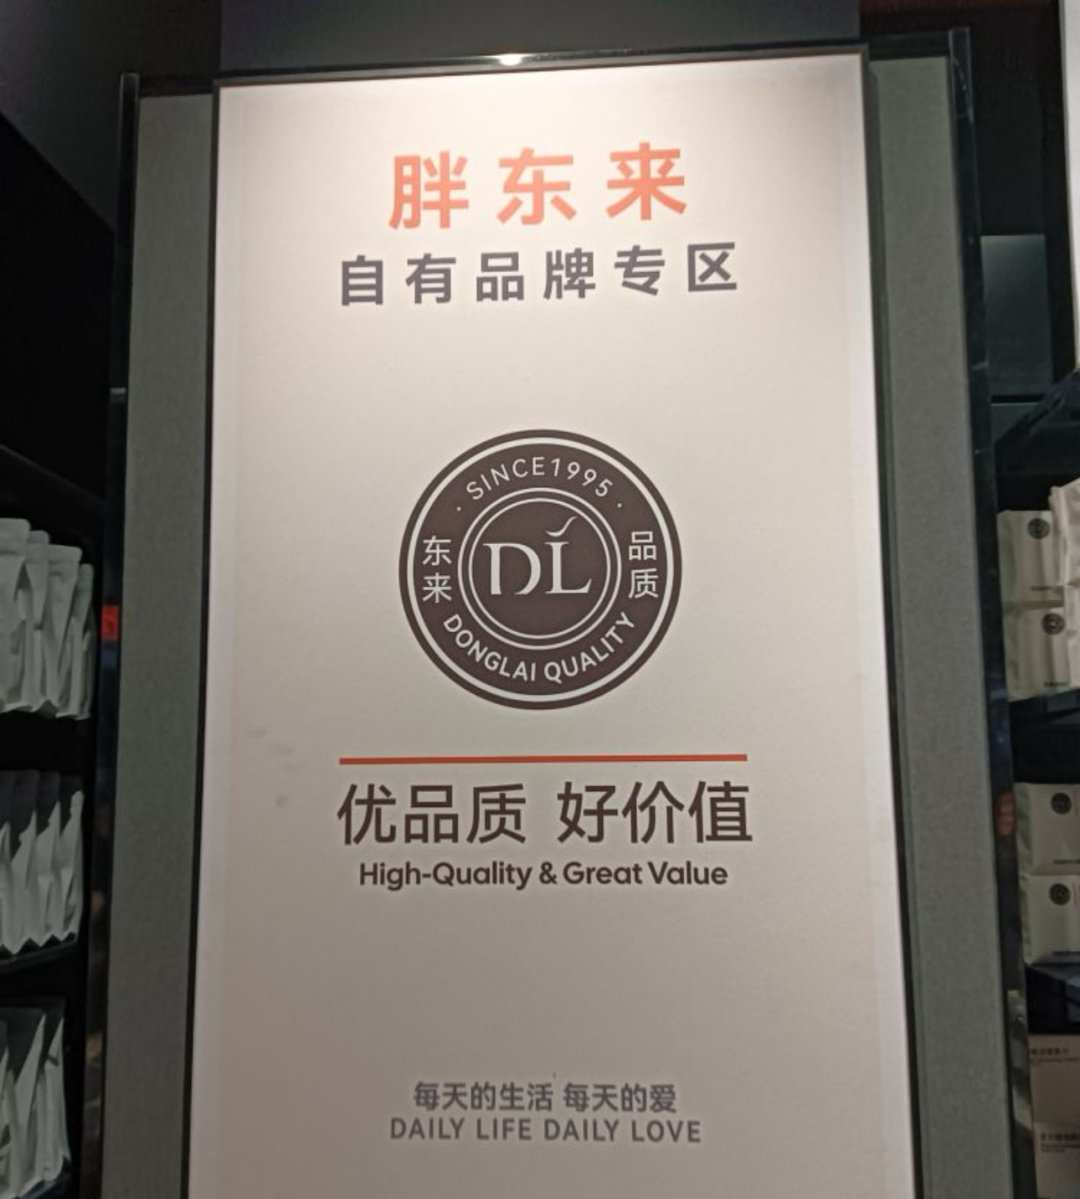 胖东来
自有品牌专区
· SINCE1995 ·
东来
品质
DL
DONGLAI QUALITY
优品质 好价值
High-Quality & Great Value
每天的生活 每天的爱
DAILY LIFE DAILY LOVE